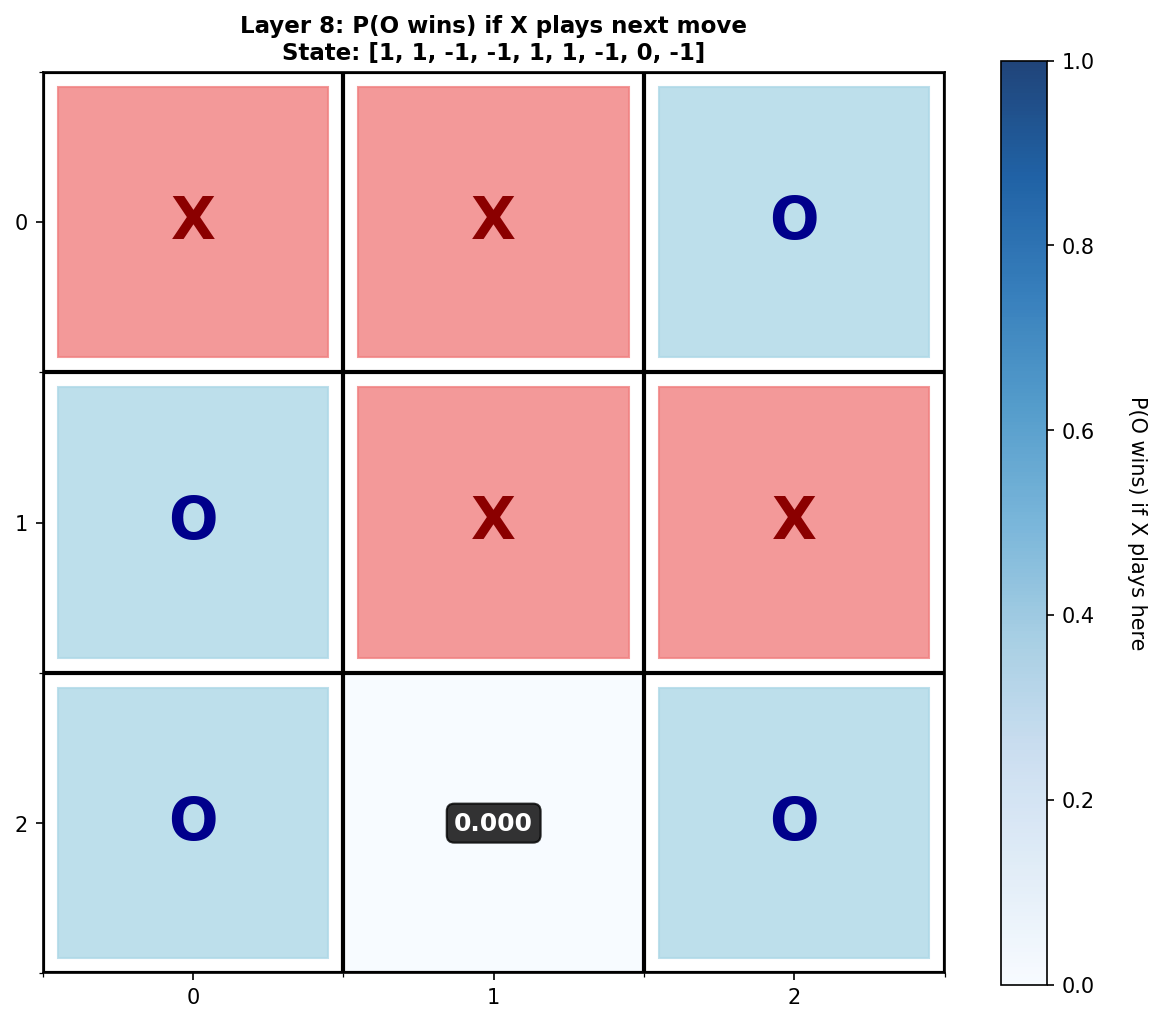 Layer 8: P(O wins) if X plays next move
State: [1, 1, -1, -1, 1, 1, -1, 0, -1]
0
X X O
1
O X X
2
O 0.000 O
0 1 2
1.0
0.8
0.6
0.4
0.2
0.0
P(O wins) if X plays here